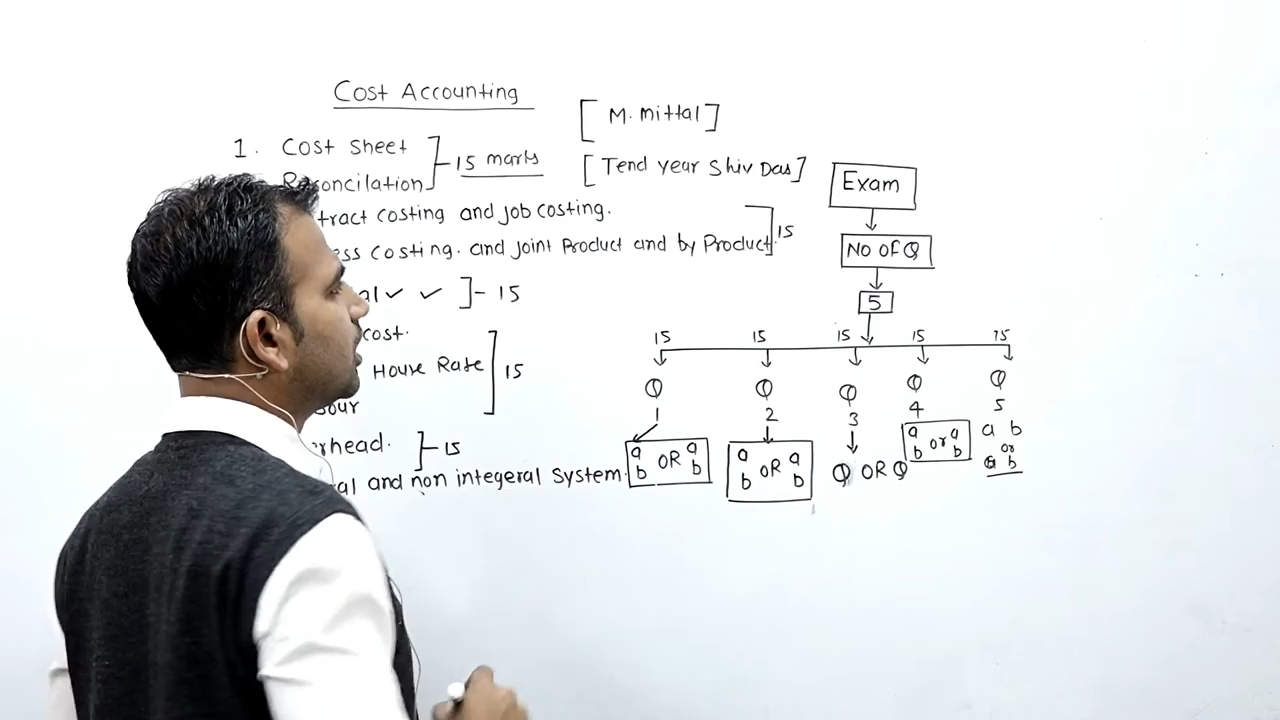 Cost Accounting
[ M. mittal ]
1. Cost Sheet
Reconcilation
15 marks
[ Tend year Shiv Das ]
tract costing and job costing.
ess costing. and Joint Product and by Product.
15
al ✓ ✓ ] - 15
cost.
House Rate
15
our
rhead.
15
al and non integeral System.
Exam
No of Q
5
15 15 15 15 15
Q Q Q Q Q
1 2 3 4 5
a b OR a b
a b OR a b
Q OR Q
a b or a b
a b
or
a b